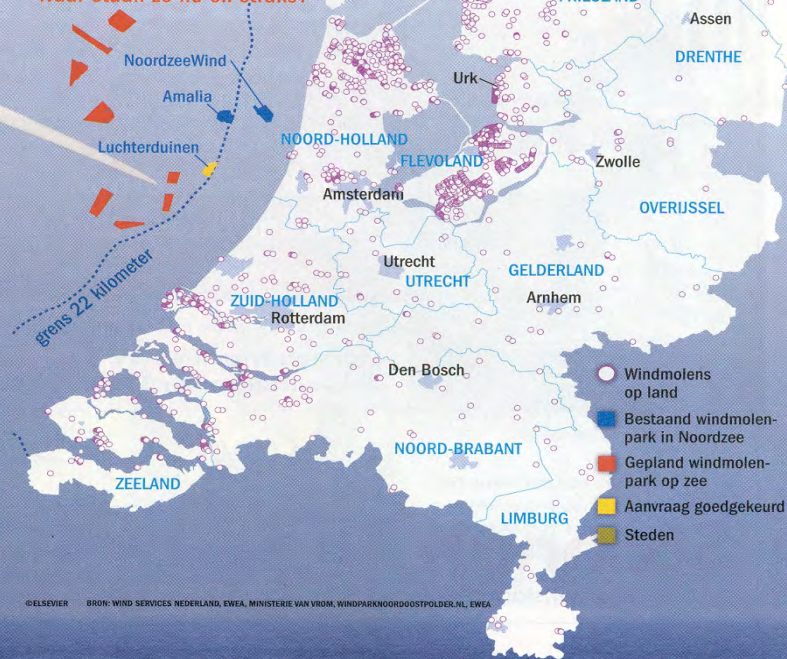 FRIESLAND
Assen
DRENTHE
NoordzeeWind
Urk
Amalia
NOORD-HOLLAND
Luchterduinen
FLEVOLAND
Zwolle
Amsterdam
OVERIJSSEL
grens 22 kilometer
Utrecht
UTRECHT
GELDERLAND
ZUID-HOLLAND
Arnhem
Rotterdam
Den Bosch
Windmolens
op land
Bestaand windmolen-
park in Noordzee
NOORD-BRABANT
Gepland windmolen-
park op zee
ZEELAND
Aanvraag goedgekeurd
LIMBURG
Steden
©ELSEVIER BRON: WIND SERVICES NEDERLAND, EWEA, MINISTERIE VAN VROM, WINDPARKNOORDOOSTPOLDER.NL, EWEA